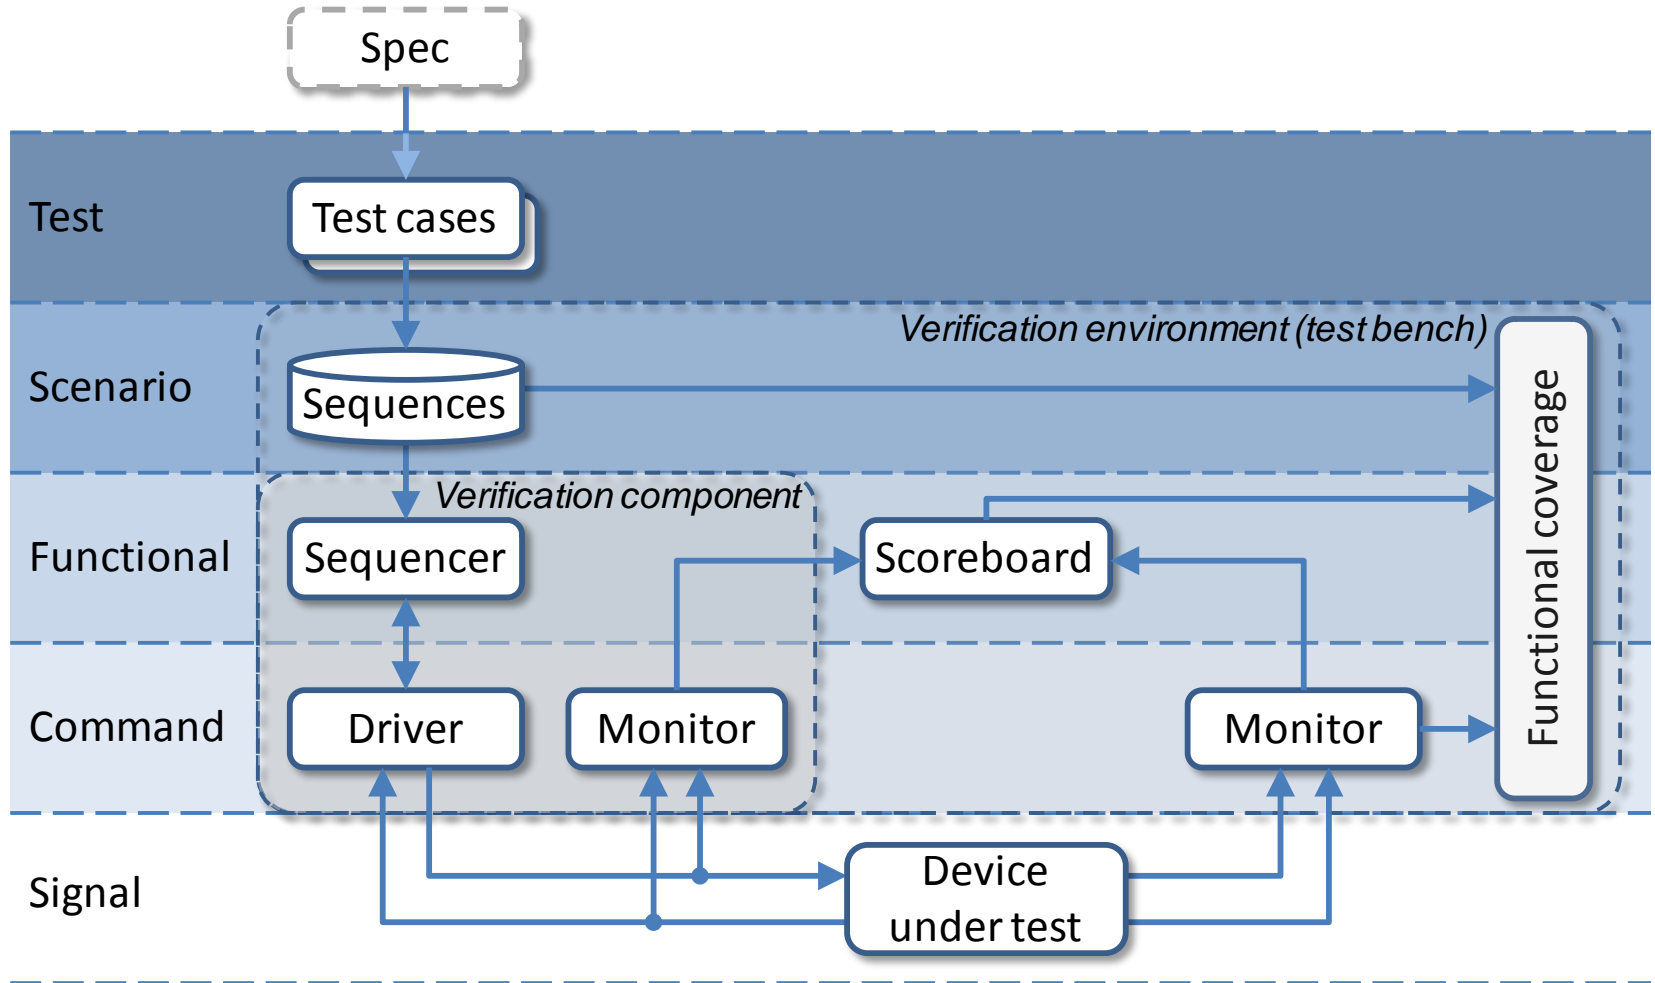 Spec
Test
Test cases
Verification environment (test bench)
Scenario
Sequences
Verification component
Functional
Sequencer
Scoreboard
Functional coverage
Command
Driver
Monitor
Monitor
Signal
Device
under test